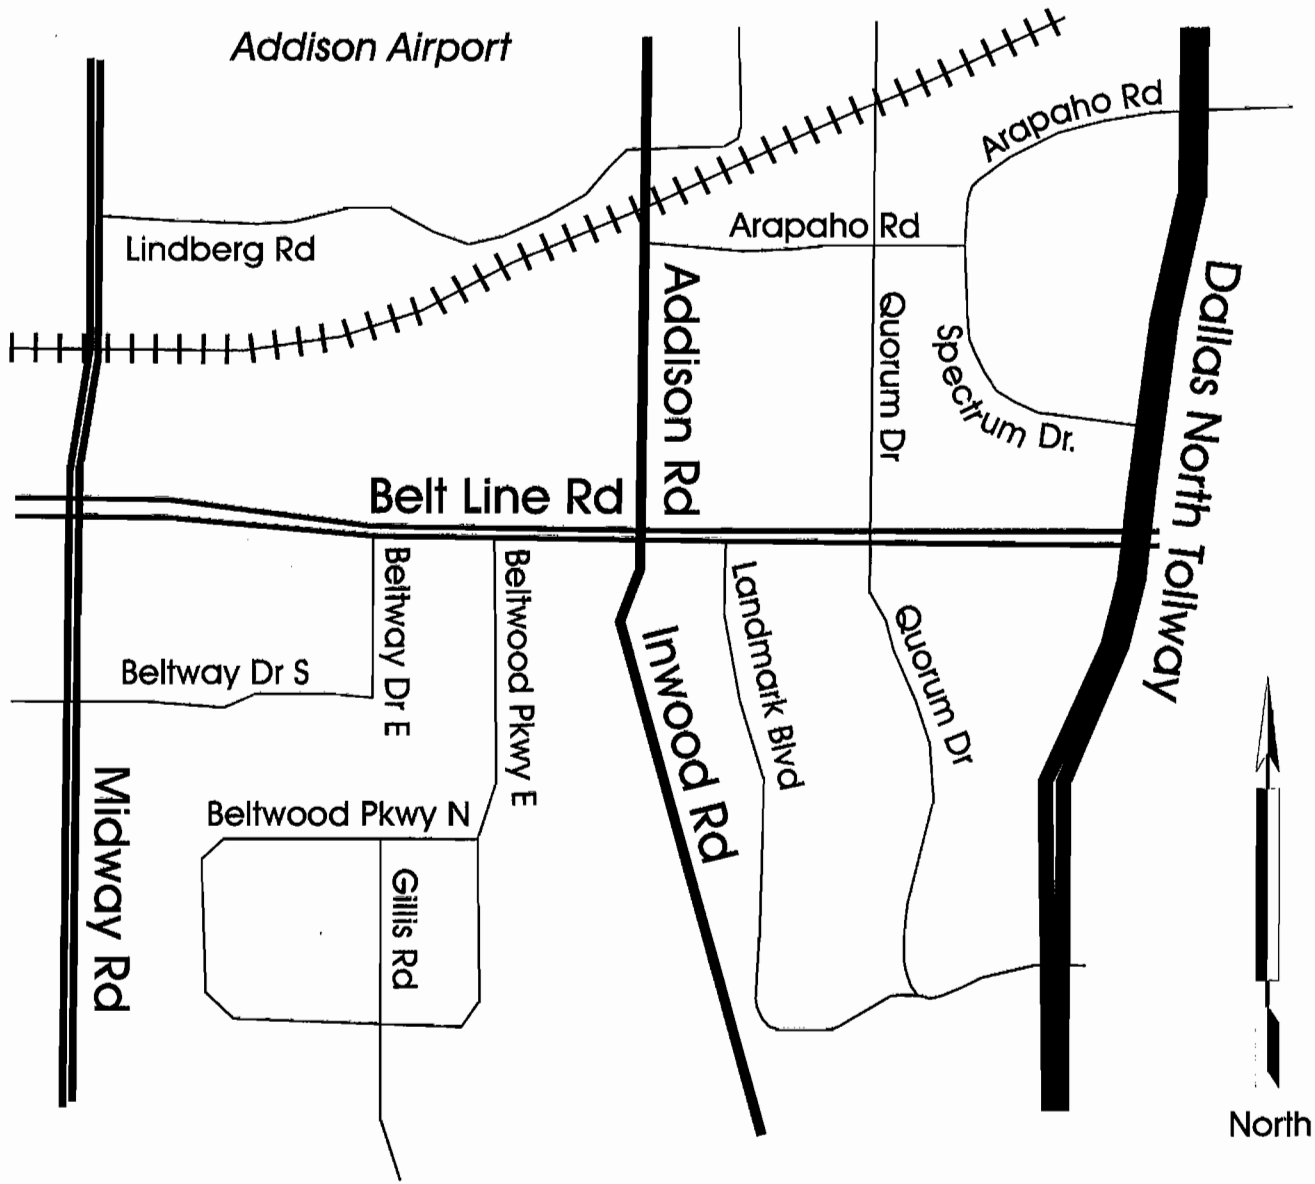 Addison Airport
Arapaho Rd
Lindberg Rd
Arapaho Rd
Addison Rd
Quorum Dr
Spectrum Dr.
Dallas North Tollway
Belt Line Rd
Beltway Dr E
Beltwood Pkwy E
Landmark Blvd
Quorum Dr
Inwood Rd
Beltway Dr S
Midway Rd
Beltwood Pkwy N
Gillis Rd
North